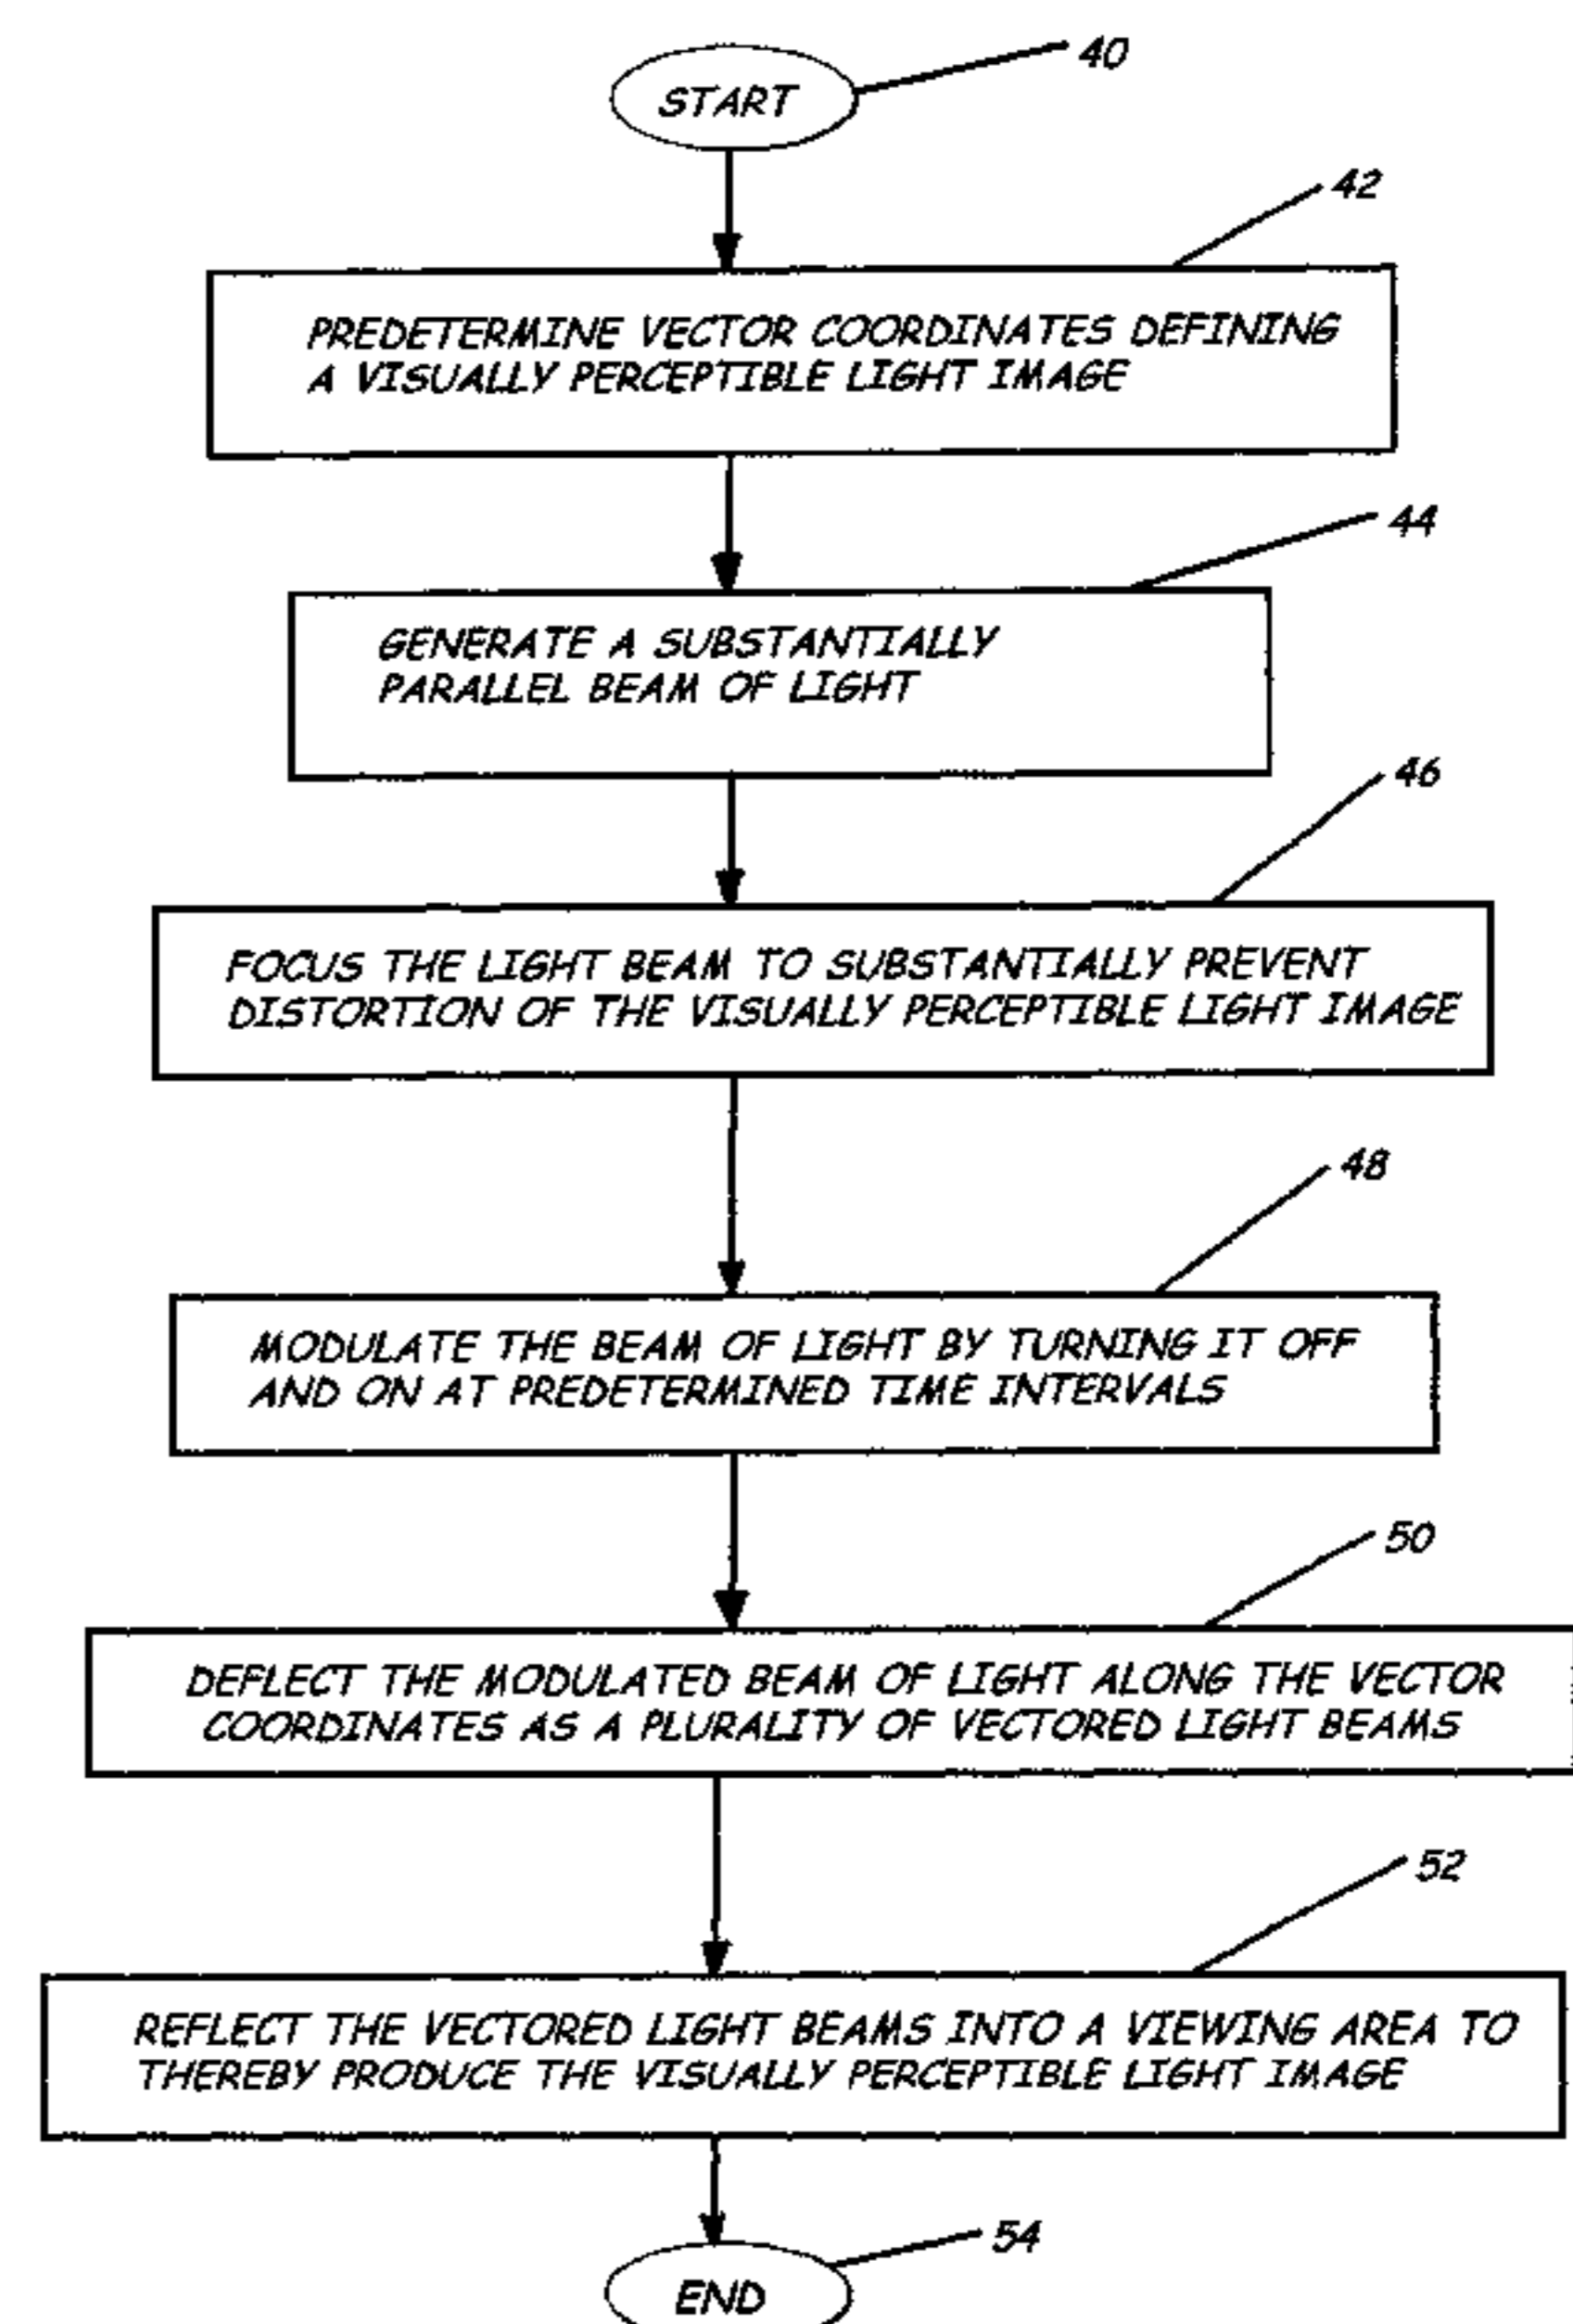 START
40
42
PREDETERMINE VECTOR COORDINATES DEFINING
A VISUALLY PERCEPTIBLE LIGHT IMAGE
44
GENERATE A SUBSTANTIALLY
PARALLEL BEAM OF LIGHT
46
FOCUS THE LIGHT BEAM TO SUBSTANTIALLY PREVENT
DISTORTION OF THE VISUALLY PERCEPTIBLE LIGHT IMAGE
48
MODULATE THE BEAM OF LIGHT BY TURNING IT OFF
AND ON AT PREDETERMINED TIME INTERVALS
50
DEFLECT THE MODULATED BEAM OF LIGHT ALONG THE VECTOR
COORDINATES AS A PLURALITY OF VECTORED LIGHT BEAMS
52
REFLECT THE VECTORED LIGHT BEAMS INTO A VIEWING AREA TO
THEREBY PRODUCE THE VISUALLY PERCEPTIBLE LIGHT IMAGE
54
END